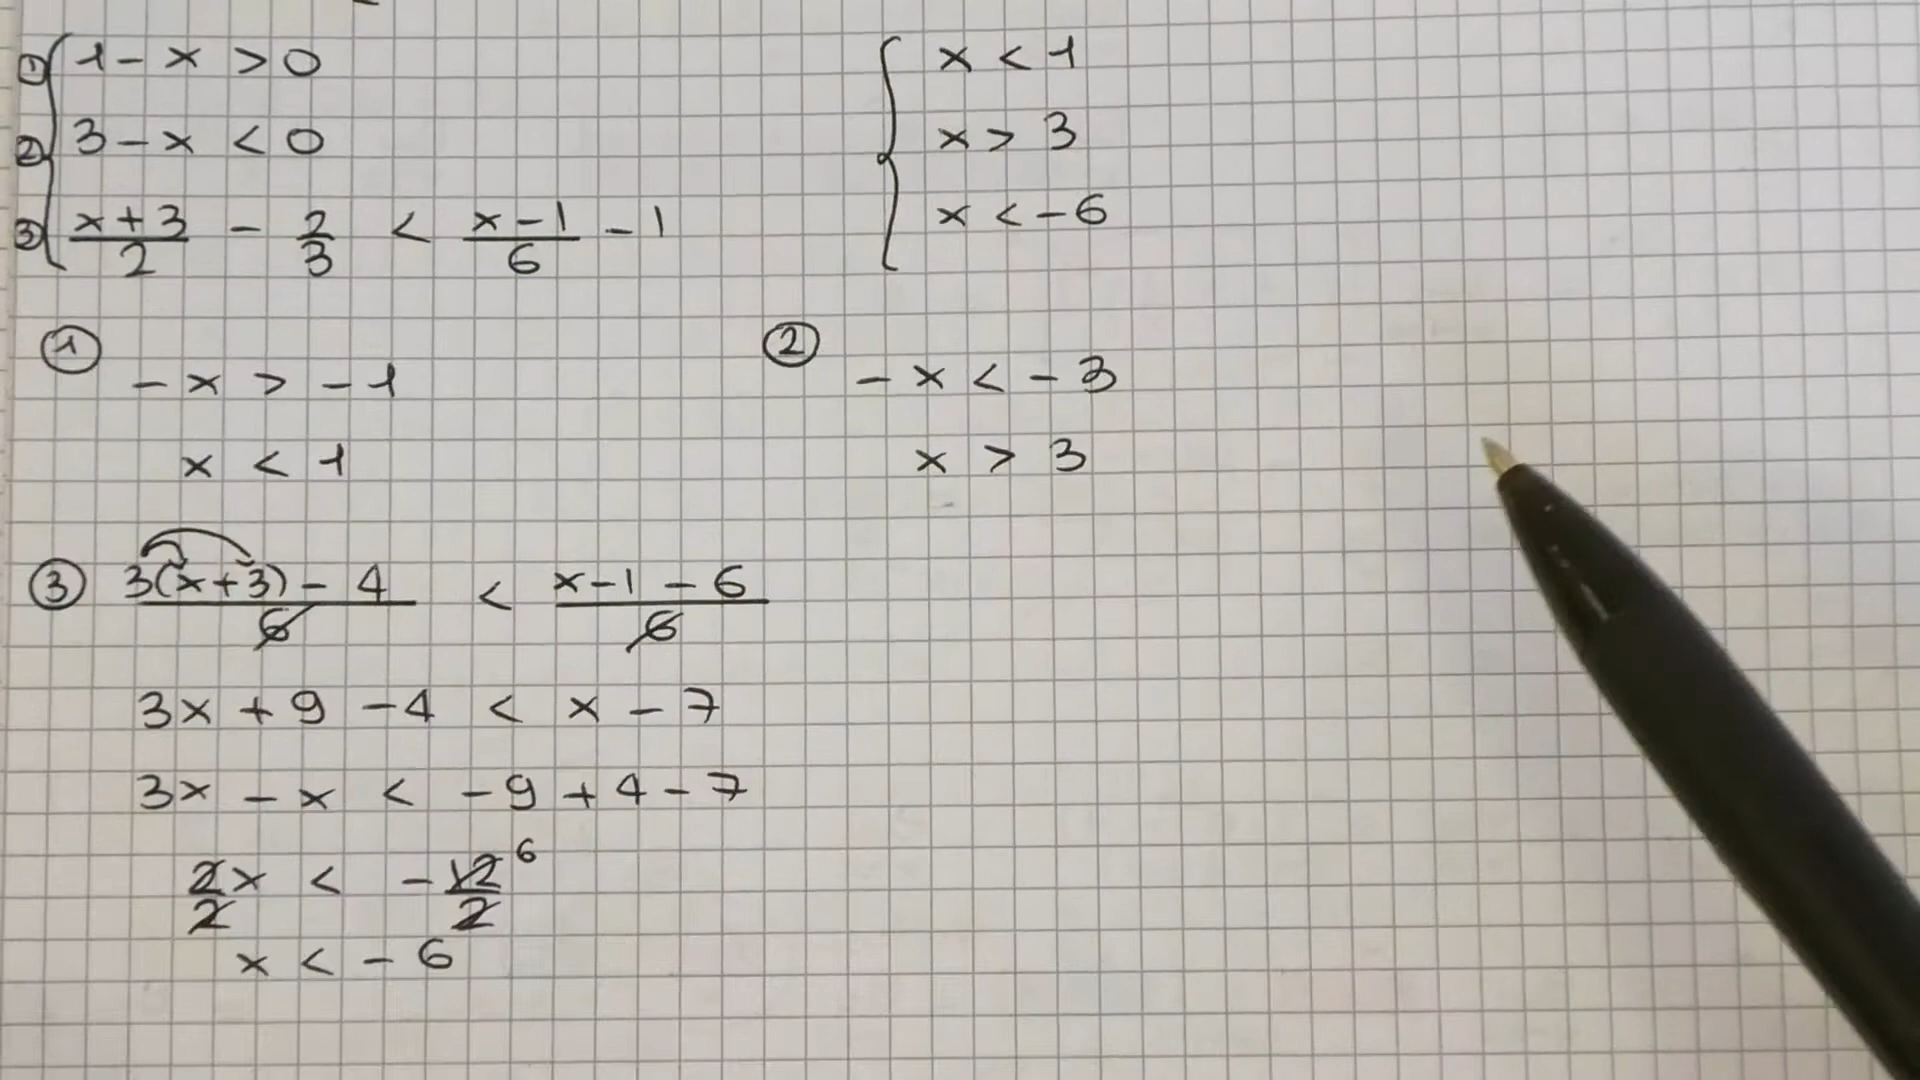 ① 1 - x > 0
② 3 - x < 0
③ (x + 3)/2 - 2/3 < (x - 1)/6 - 1
x < 1
x > 3
x < -6
①
- x > - 1
x < 1
②
- x < - 3
x > 3
③ (3(x+3) - 4)/6 < (x - 1 - 6)/6
3x + 9 - 4 < x - 7
3x - x < - 9 + 4 - 7
2x/2 < - 12/2 6
x < - 6